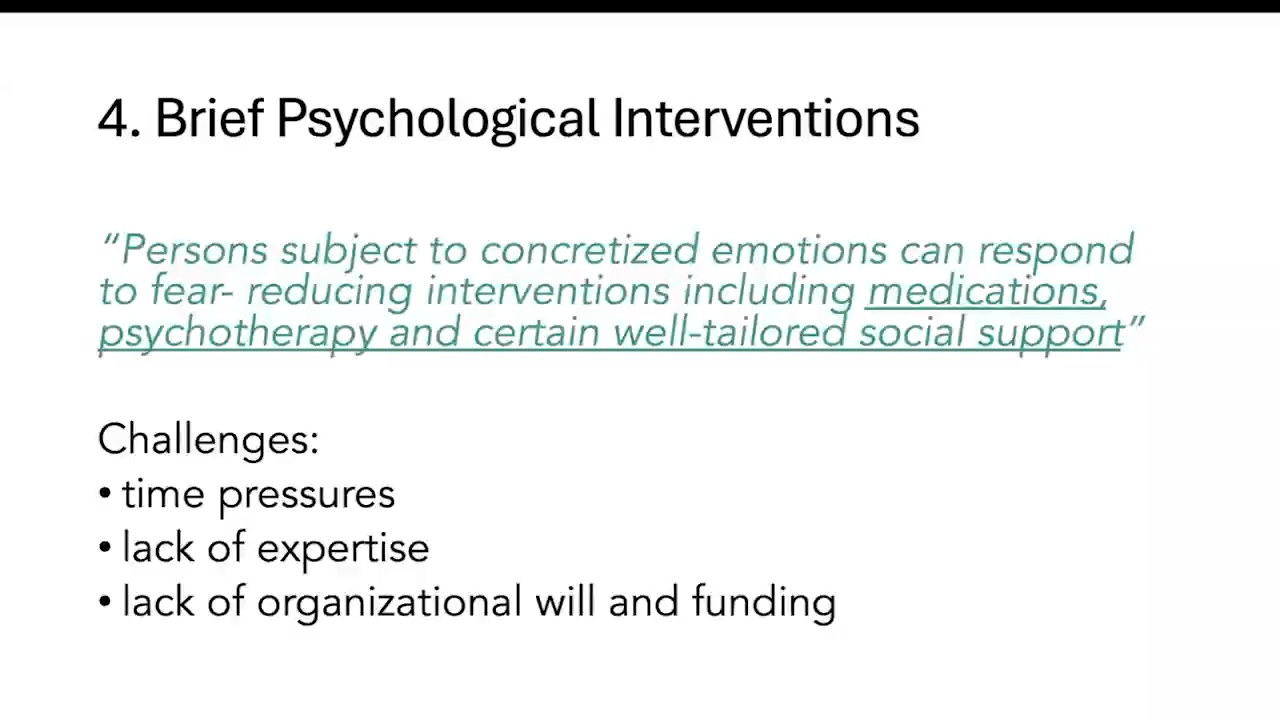 4. Brief Psychological Interventions
“Persons subject to concretized emotions can respond
to fear- reducing interventions including medications,
psychotherapy and certain well-tailored social support”
Challenges:
• time pressures
• lack of expertise
• lack of organizational will and funding